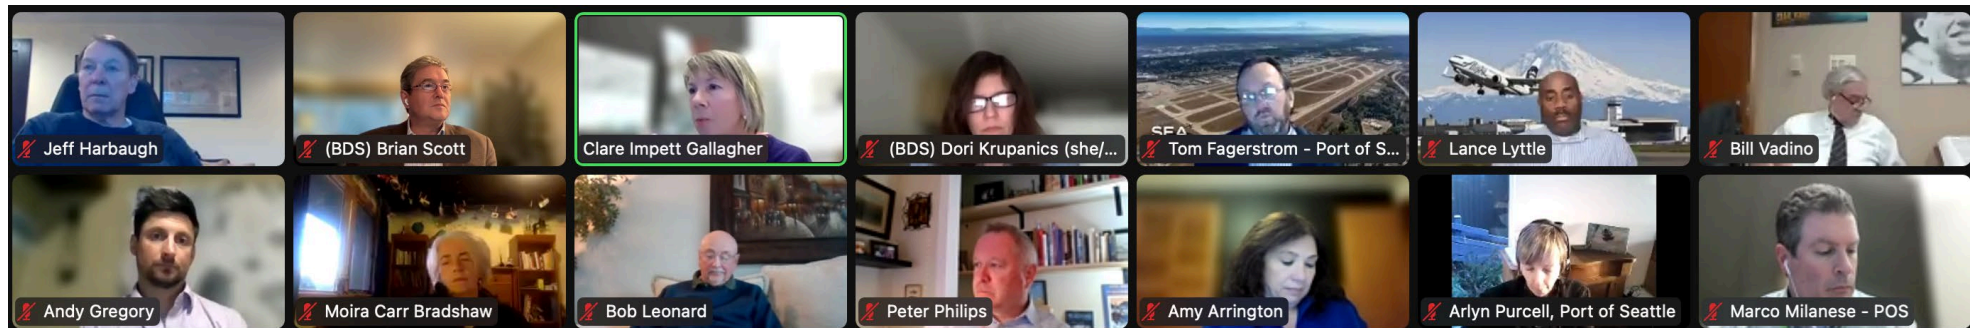 Jeff Harbaugh
(BDS) Brian Scott
Clare Impett Gallagher
(BDS) Dori Krupanics (she/...
SEA
Tom Fagerstrom - Port of S...
Lance Lyttle
Bill Vadino
Andy Gregory
Moira Carr Bradshaw
Bob Leonard
Peter Philips
Amy Arrington
Arlyn Purcell, Port of Seattle
Marco Milanese - POS